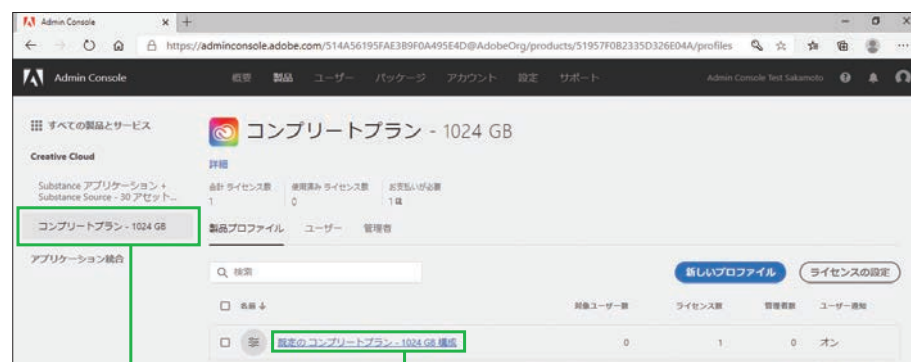 Admin Console
https://adminconsole.adobe.com/514A56195FAE3B9F0A495E4D@AdobeOrg/products/51957F0B2335D326E04A/profiles
Admin Console 概要 製品 ユーザー パッケージ アカウント 設定 サポート Admin Console Test Sakamoto
すべての製品とサービス
Creative Cloud
Substance アプリケーション +
Substance Source - 30 アセット...
コンプリートプラン - 1024 GB
アプリケーション統合
コンプリートプラン - 1024 GB
詳細
合計 ライセンス数 使用済み ライセンス数 お支払いが必要
1 0 1 ライセンス
製品プロファイル ユーザー 管理者
検索 新しいプロファイル ライセンスの設定
名前 対象ユーザー数 ライセンス数 管理者数 ユーザー通知
既定の コンプリートプラン - 1024 GB 構成 0 1 0 オン